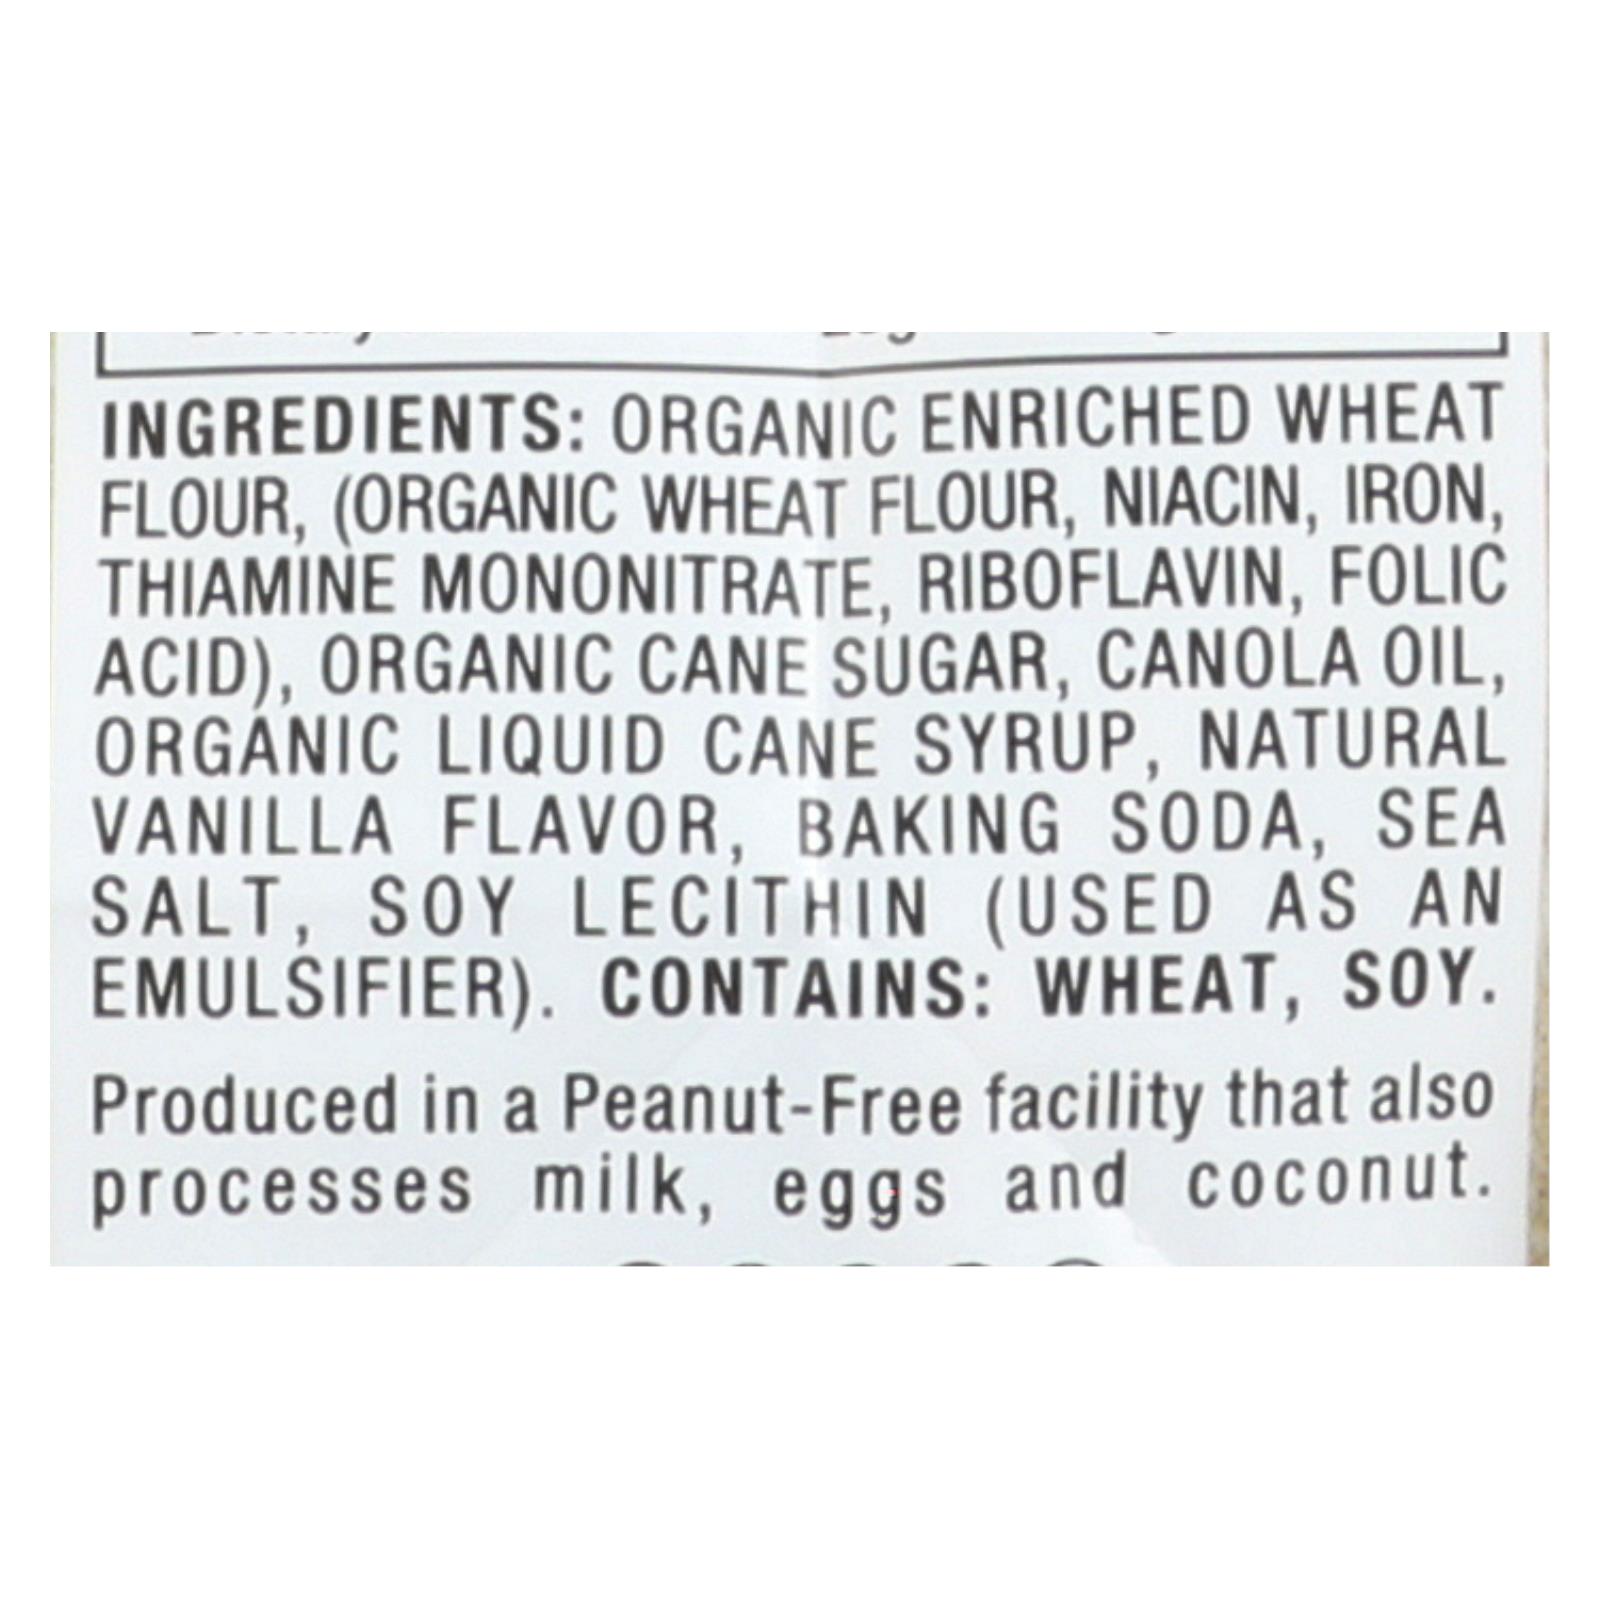 INGREDIENTS: ORGANIC ENRICHED WHEAT
FLOUR, (ORGANIC WHEAT FLOUR, NIACIN, IRON,
THIAMINE MONONITRATE, RIBOFLAVIN, FOLIC
ACID), ORGANIC CANE SUGAR, CANOLA OIL,
ORGANIC LIQUID CANE SYRUP, NATURAL
VANILLA FLAVOR, BAKING SODA, SEA
SALT, SOY LECITHIN (USED AS AN
EMULSIFIER). CONTAINS: WHEAT, SOY.
Produced in a Peanut-Free facility that also
processes milk, eggs and coconut.